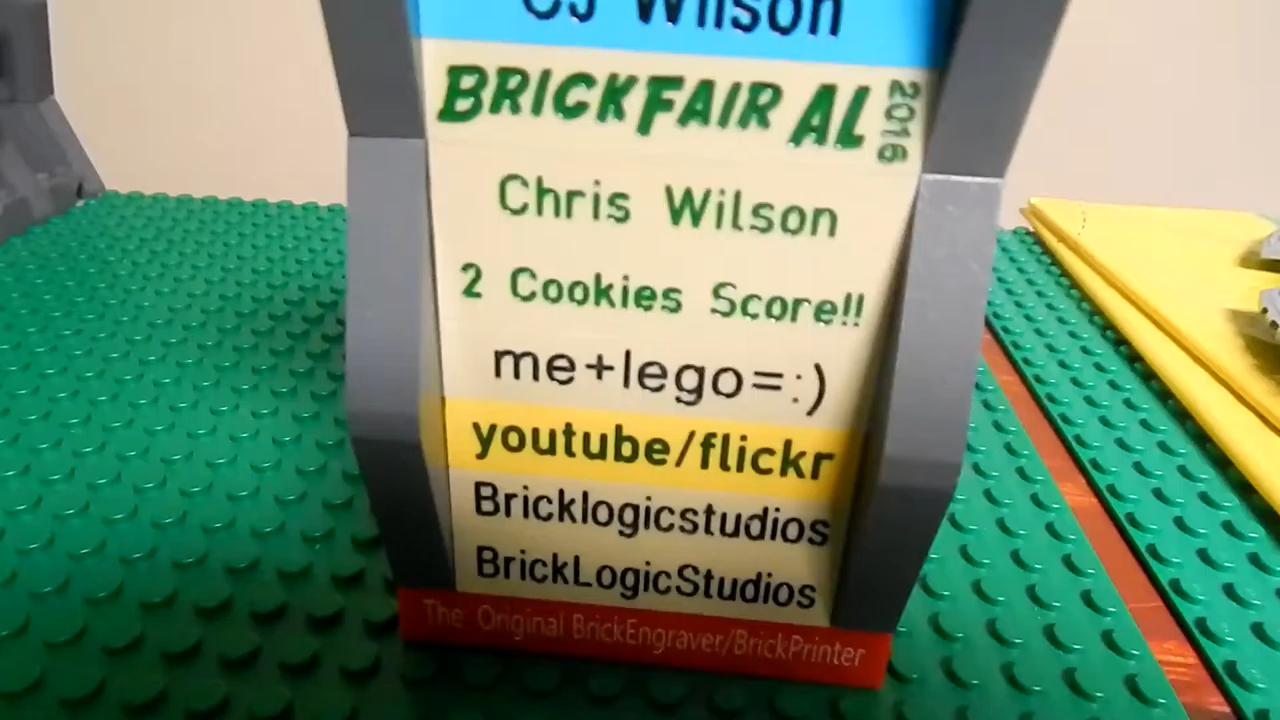 CJ Wilson
BRICKFAIR AL 2016
Chris Wilson
2 Cookies Score!!
me+lego=:)
youtube/flickr
Bricklogicstudios
BrickLogicStudios
The Original BrickEngraver/BrickPrinter